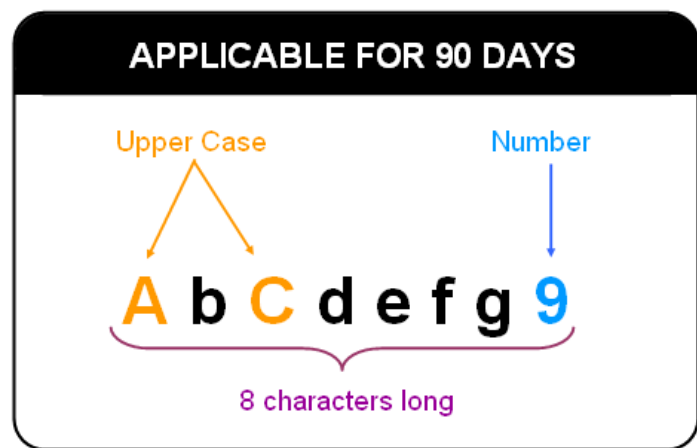 APPLICABLE FOR 90 DAYS
Upper Case Number
A b C d e f g 9
8 characters long